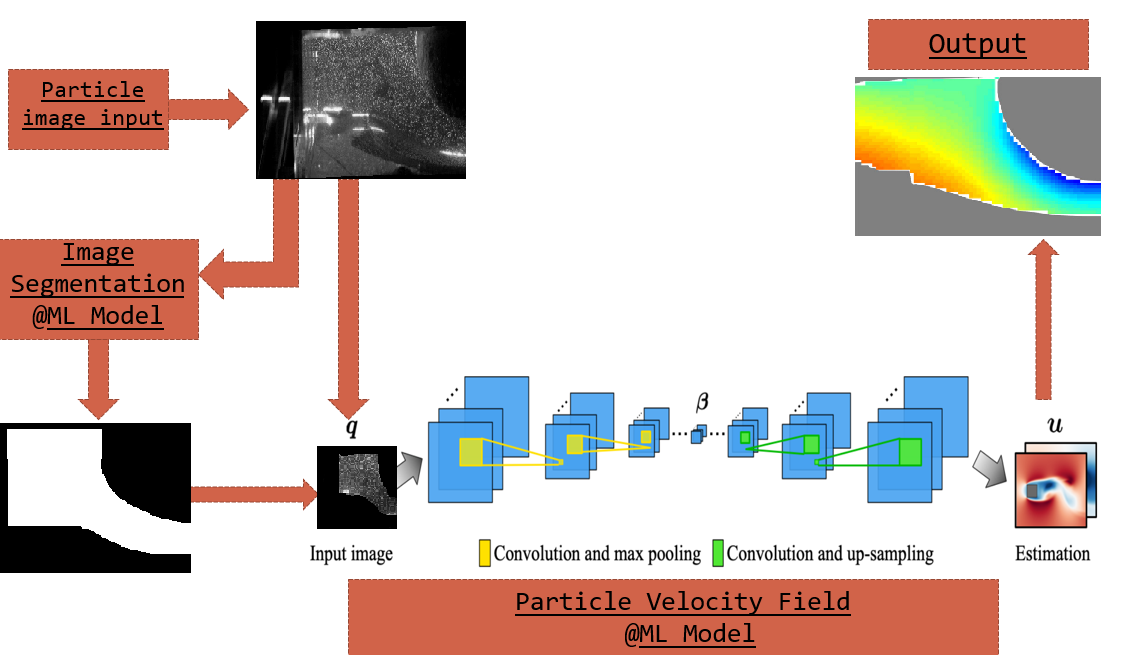 Output
Particle
image input
Image
Segmentation
@ML Model
q
β
u
Input image
Convolution and max pooling
Convolution and up-sampling
Estimation
Particle Velocity Field
@ML Model